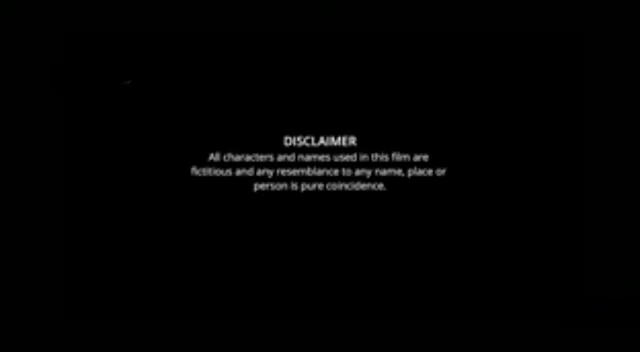 DISCLAIMER
All characters and names used in this film are
fictitious and any resemblance to any name, place or
person is pure coincidence.